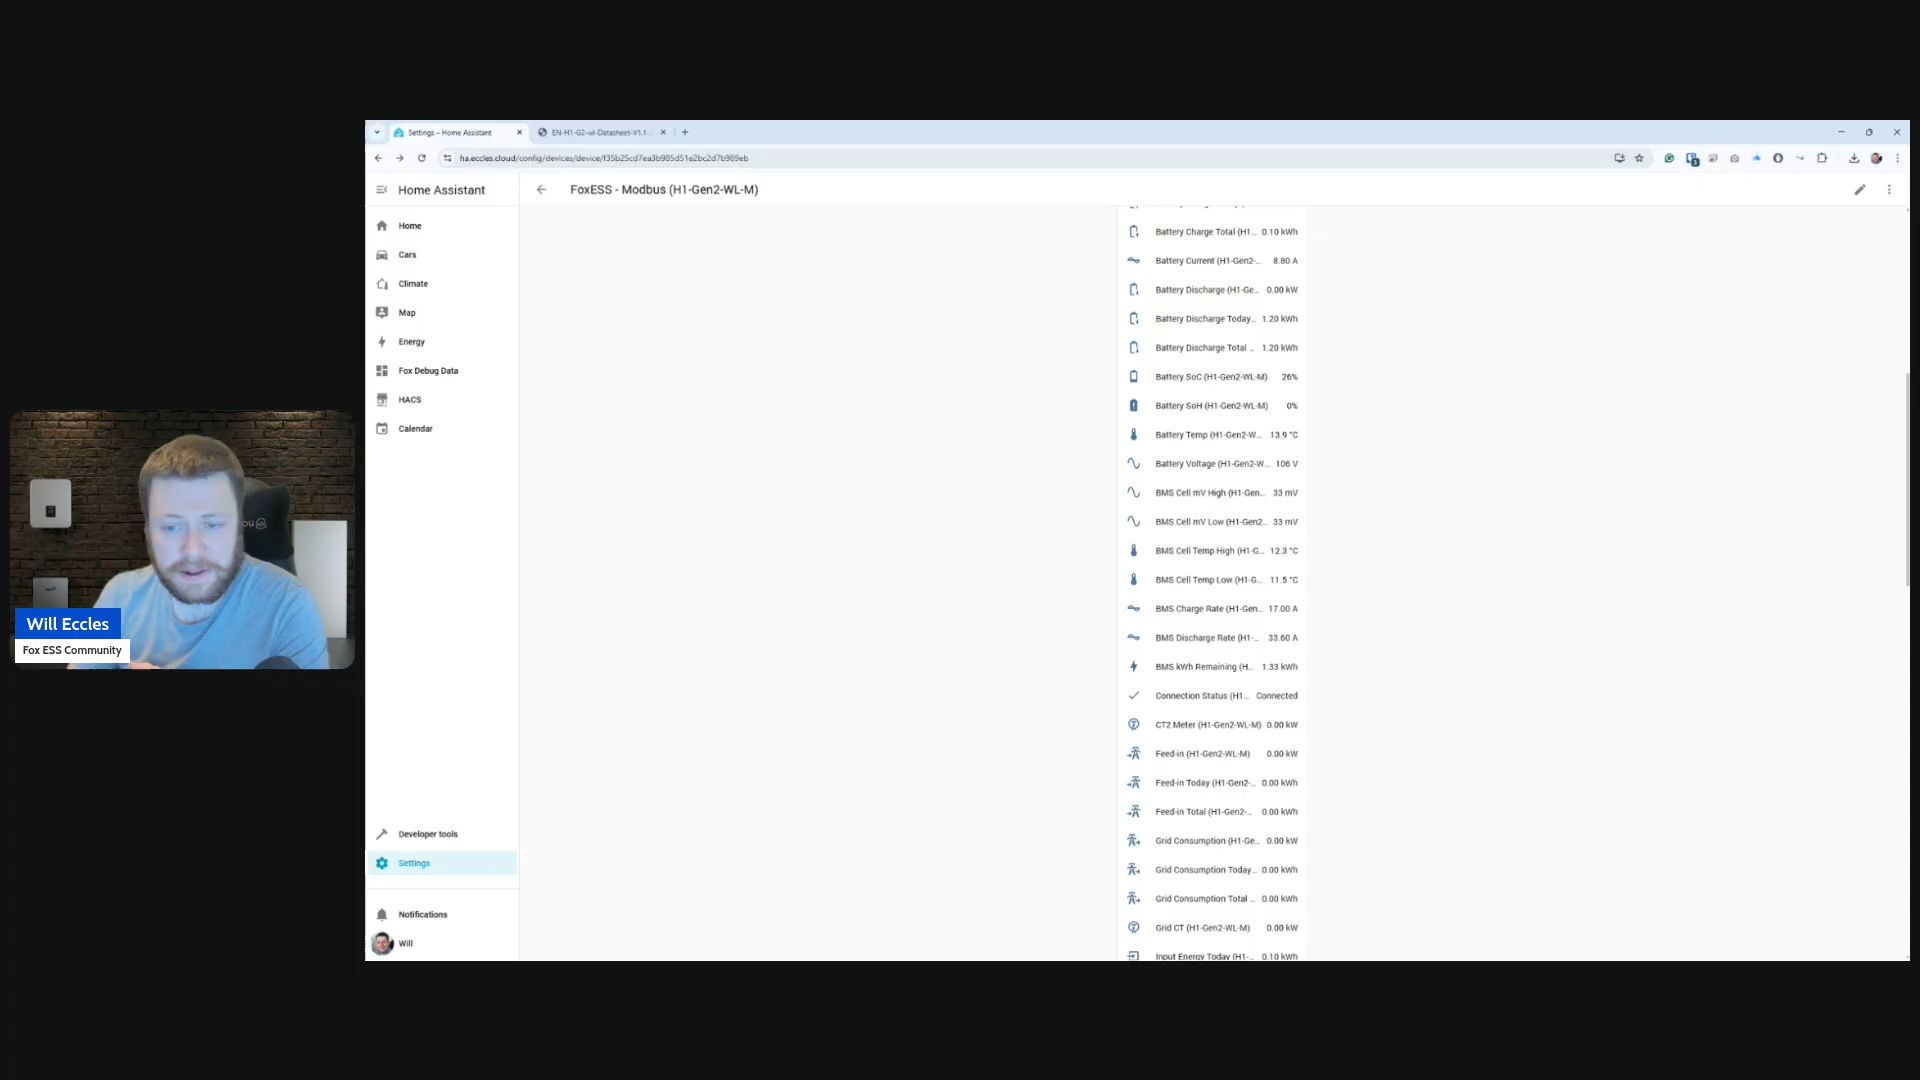 Settings – Home Assistant
EN-H1-G2-wl-Datasheet-V1.1-
ha.eccles.cloud/config/devices/device/f35b25cd7ea3b985d51e2bc2d7b989eb
Home Assistant
FoxESS - Modbus (H1-Gen2-WL-M)
Home
Cars
Climate
Map
Energy
Fox Debug Data
HACS
Calendar
Developer tools
Settings
Notifications
Will
Battery Charge Total (H1... 0.10 kWh
Battery Current (H1-Gen2-... 8.80 A
Battery Discharge (H1-Ge... 0.00 kW
Battery Discharge Today... 1.20 kWh
Battery Discharge Total ... 1.20 kWh
Battery SoC (H1-Gen2-WL-M) 26%
Battery SoH (H1-Gen2-WL-M) 0%
Battery Temp (H1-Gen2-W... 13.9 °C
Battery Voltage (H1-Gen2-W... 106 V
BMS Cell mV High (H1-Gen... 33 mV
BMS Cell mV Low (H1-Gen2... 33 mV
BMS Cell Temp High (H1-G... 12.3 °C
BMS Cell Temp Low (H1-G... 11.5 °C
BMS Charge Rate (H1-Gen... 17.00 A
BMS Discharge Rate (H1-... 33.60 A
BMS kWh Remaining (H... 1.33 kWh
Connection Status (H1... Connected
CT2 Meter (H1-Gen2-WL-M) 0.00 kW
Feed-in (H1-Gen2-WL-M) 0.00 kW
Feed-in Today (H1-Gen2-... 0.00 kWh
Feed-in Total (H1-Gen2-... 0.00 kWh
Grid Consumption (H1-Ge... 0.00 kW
Grid Consumption Today... 0.00 kWh
Grid Consumption Total ... 0.00 kWh
Grid CT (H1-Gen2-WL-M) 0.00 kW
Input Energy Today (H1-... 0.10 kWh
Will Eccles
Fox ESS Community